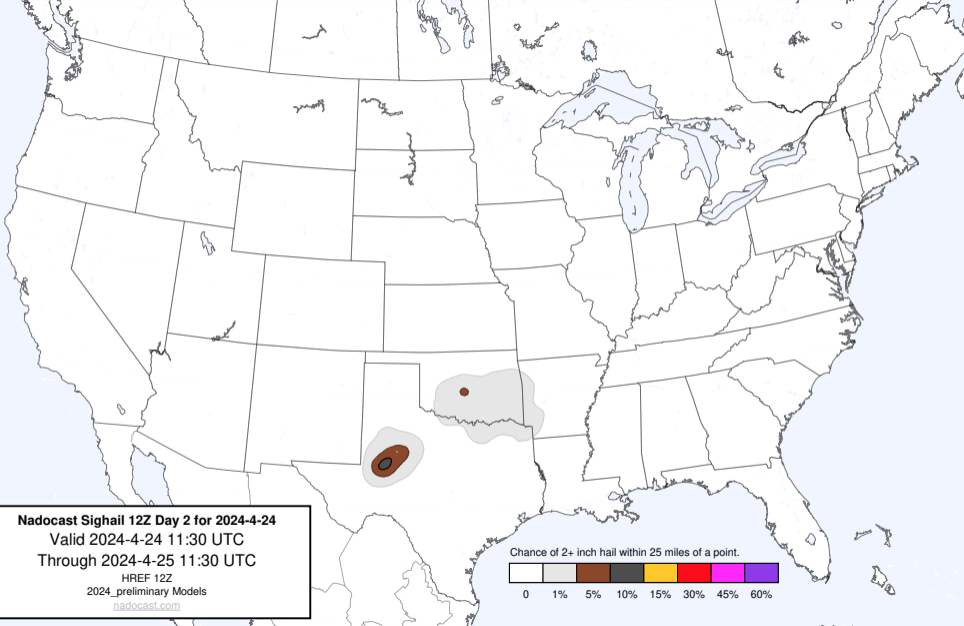 Nadocast Sighail 12Z Day 2 for 2024-4-24
Valid 2024-4-24 11:30 UTC
Through 2024-4-25 11:30 UTC
HREF 12Z
2024_preliminary Models
nadocast.com
Chance of 2+ inch hail within 25 miles of a point.
0 1% 5% 10% 15% 30% 45% 60%